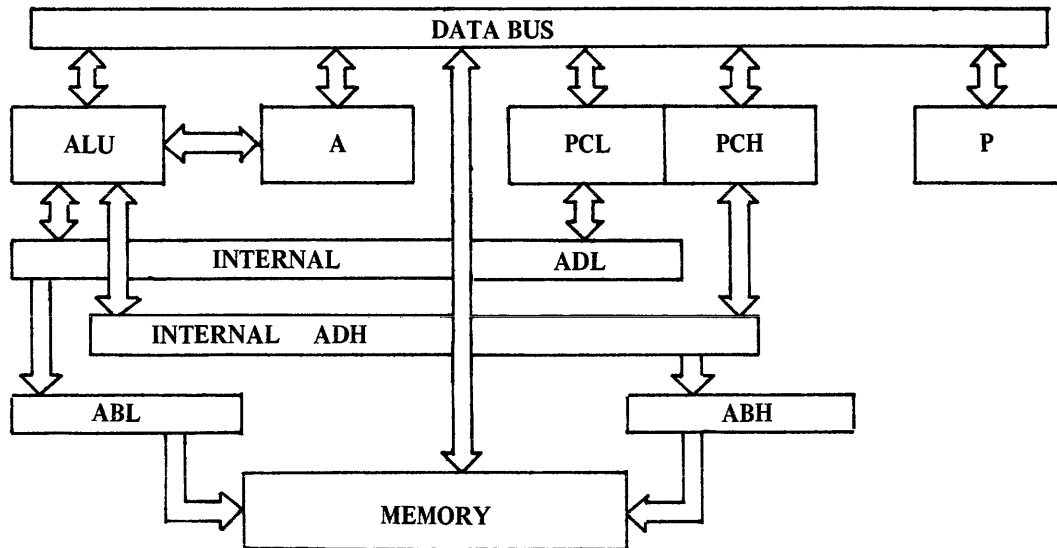 DATA BUS
ALU
A
PCL
PCH
P
INTERNAL ADL
INTERNAL ADH
ABL
ABH
MEMORY